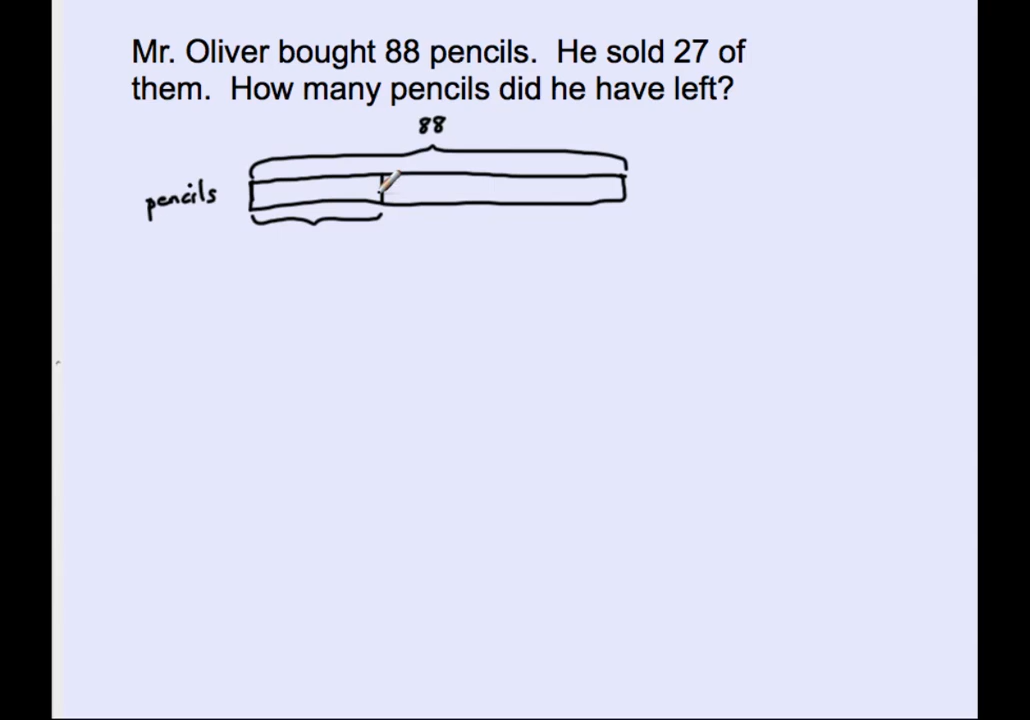 Mr. Oliver bought 88 pencils.  He sold 27 of
them.  How many pencils did he have left?
88
pencils